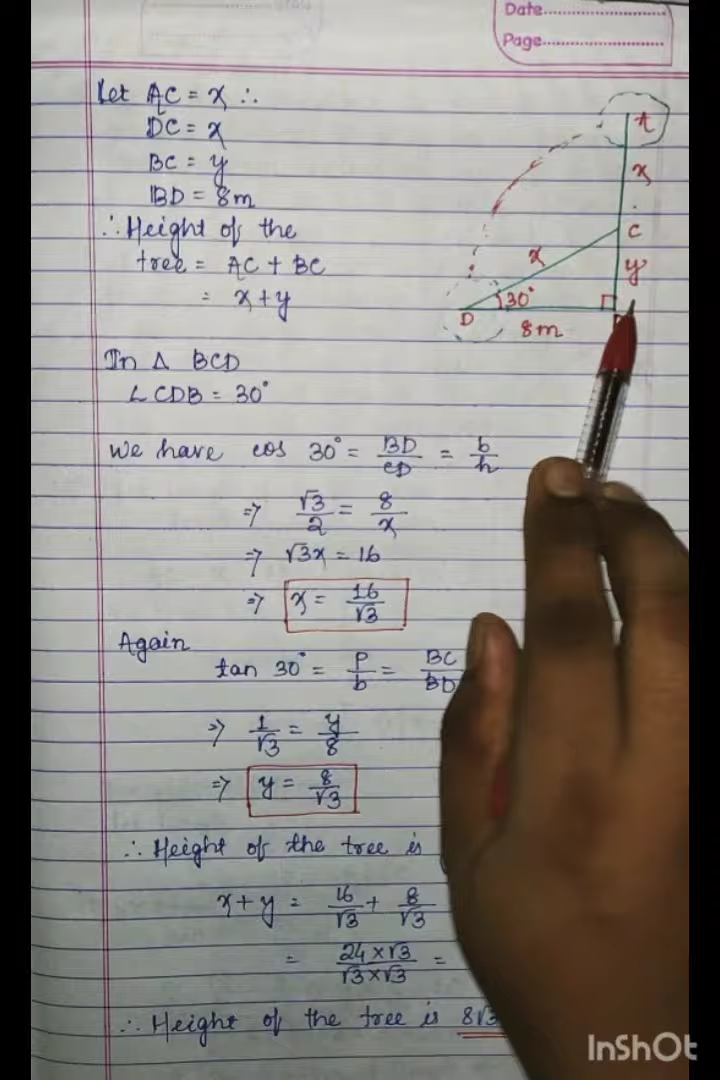 Date
Page
Let AC = x ∴
DC = x
BC = y
BD = 8m
∴ Height of the
tree = AC + BC
= x + y
A
x
C
x
y
30°
D
8m
In △ BCD
∠ CDB = 30°
We have cos 30° = BD/CD = b/h
⇒ √3/2 = 8/x
⇒ √3x = 16
⇒ x = 16/√3
Again
tan 30° = P/b = BC/BD
⇒ 1/√3 = y/8
⇒ y = 8/√3
∴ Height of the tree is
x + y = 16/√3 + 8/√3
= 24 × √3/√3 × √3 =
∴ Height of the tree is 8√3
InShOt